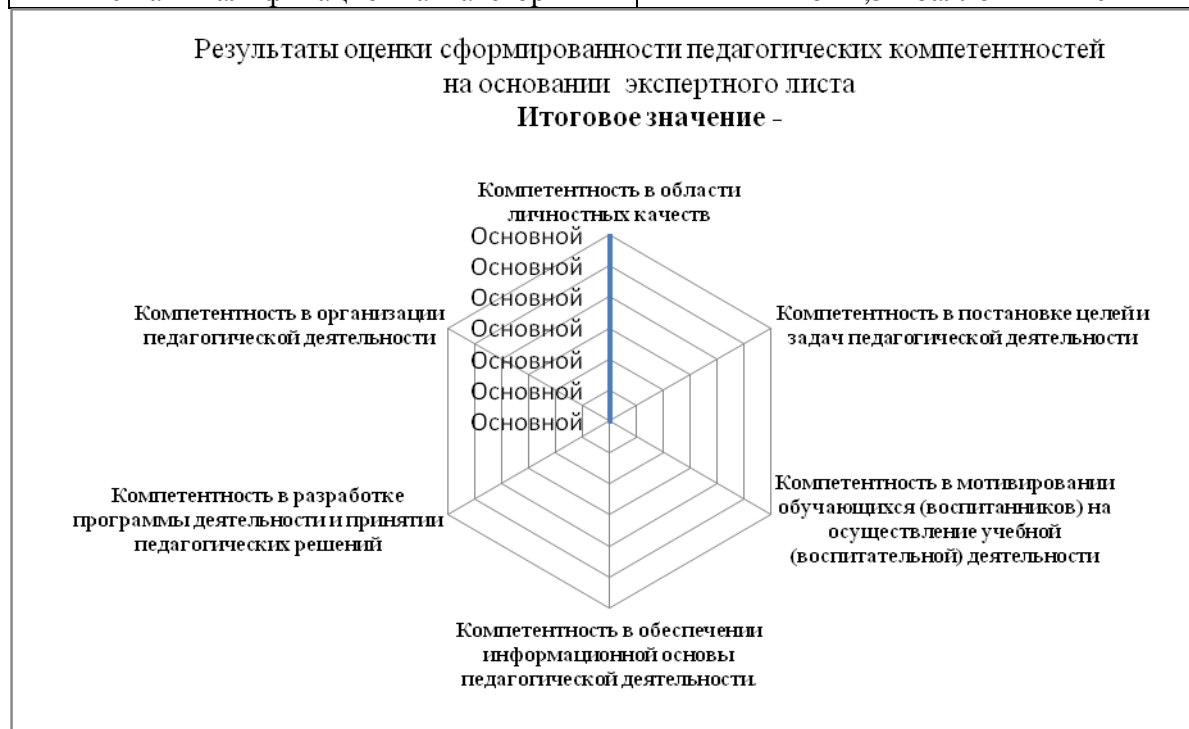 Результаты оценки сформированности педагогических компетентностей
на основании экспертного листа
Итоговое значение -
Компетентность в области
личностных качеств
Основной
Основной
Основной
Основной
Основной
Основной
Основной
Компетентность в постановке целей и
задач педагогической деятельности
Компетентность в мотивировании
обучающихся (воспитанников) на
осуществление учебной
(воспитательной) деятельности
Компетентность в обеспечении
информационной основы
педагогической деятельности.
Компетентность в разработке
программы деятельности и принятии
педагогических решений
Компетентность в организации
педагогической деятельности